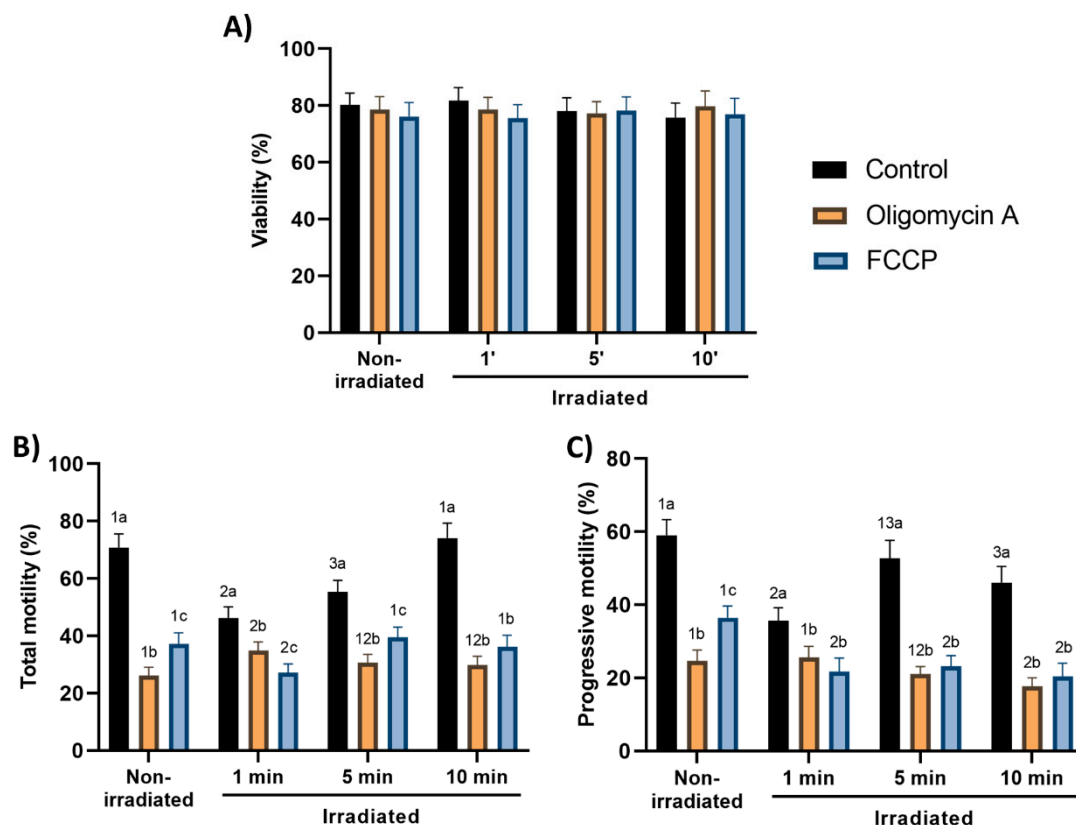 A)
100
80
60
40
20
0
Viability (%)
Non-
irradiated
1'
5'
10'
Irradiated
Control
Oligomycin A
FCCP
B)
100
80
60
40
20
0
Total motility (%)
1a
1b
1c
2a
2b
2c
3a
12b
1c
1a
12b
1b
Non-
irradiated
1 min
5 min
10 min
Irradiated
C)
80
60
40
20
0
Progressive motility (%)
1a
1b
1c
2a
1b
2b
13a
12b
2b
3a
2b
2b
Non-
irradiated
1 min
5 min
10 min
Irradiated